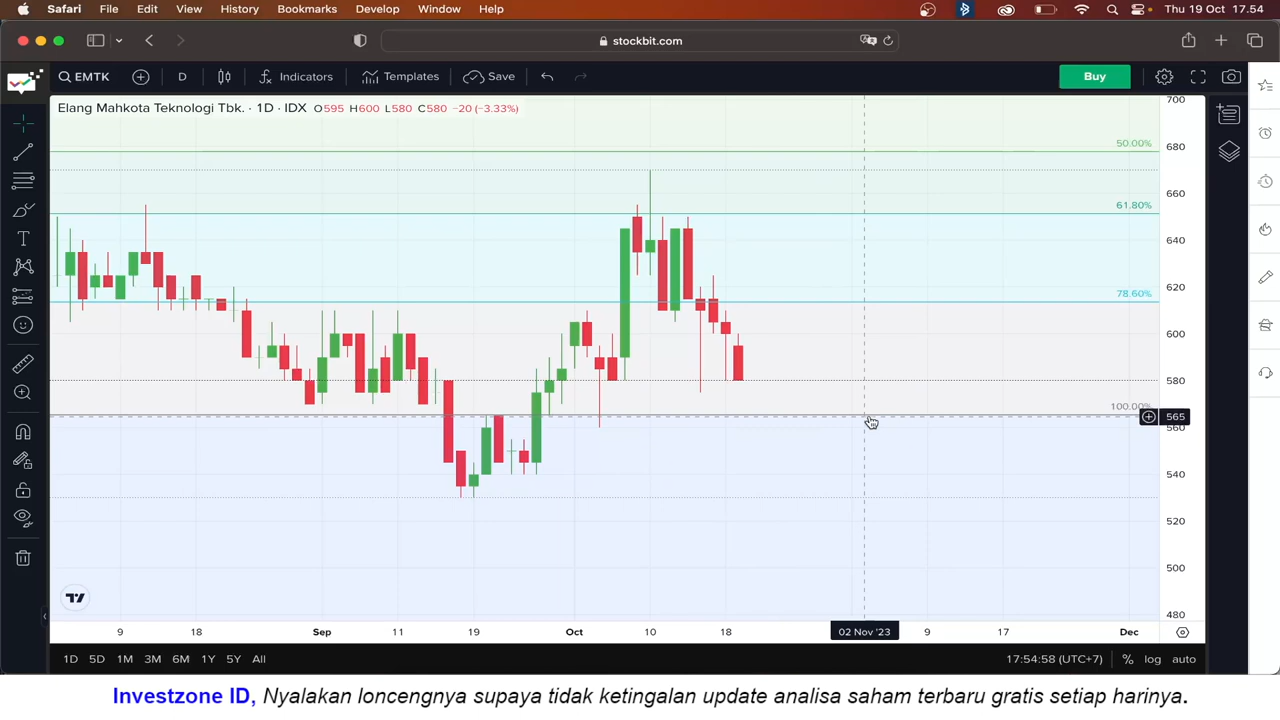 Safari File Edit View History Bookmarks Develop Window Help Thu 19 Oct 17.54
stockbit.com
EMTK D Indicators Templates Save Buy
Elang Mahkota Teknologi Tbk. · 1D · IDX O595 H600 L580 C580 −20 (−3.33%)
700
50.00%
680
660
61.80%
640
620
78.60%
600
580
100.00%
565
560
540
520
500
480
9 18 Sep 11 19 Oct 10 18 02 Nov '23 9 17 Dec
1D 5D 1M 3M 6M 1Y 5Y All 17:54:58 (UTC+7) % log auto
Investzone ID, Nyalakan loncengnya supaya tidak ketingalan update analisa saham terbaru gratis setiap harinya.